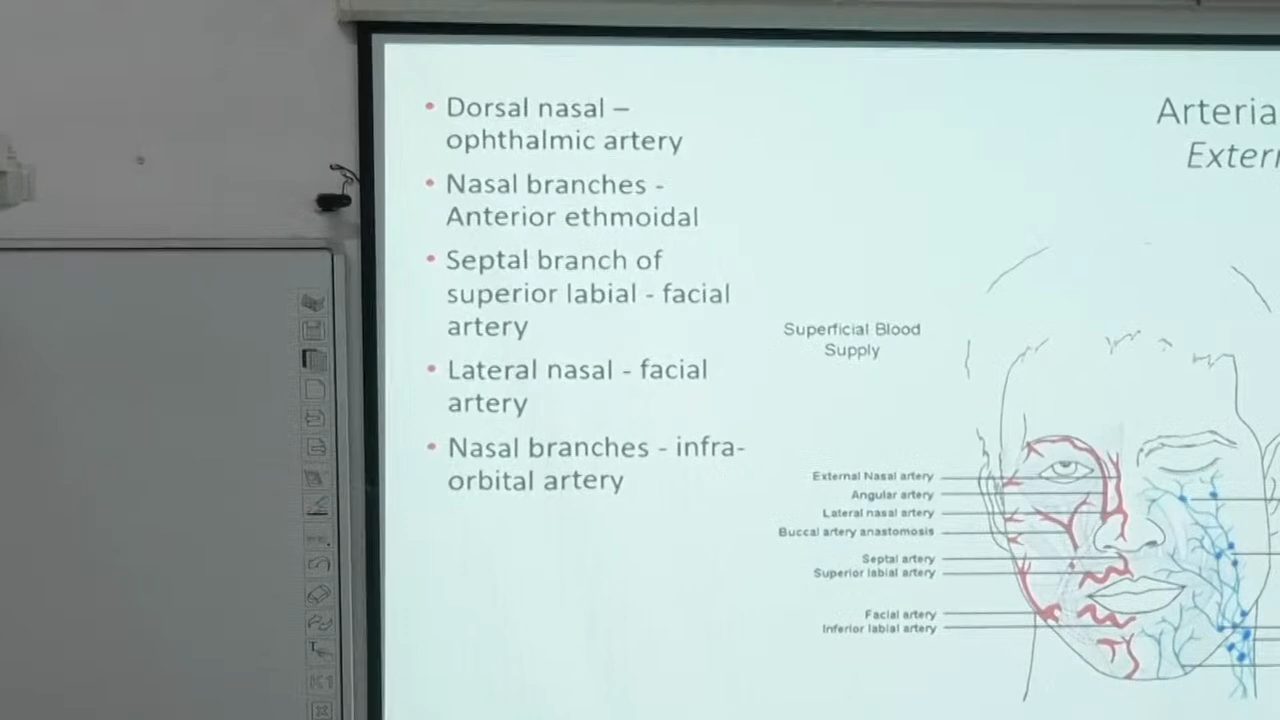 • Dorsal nasal –
ophthalmic artery
• Nasal branches -
Anterior ethmoidal
• Septal branch of
superior labial - facial
artery
• Lateral nasal - facial
artery
• Nasal branches - infra-
orbital artery
Arteria
Extern
Superficial Blood
Supply
External Nasal artery
Angular artery
Lateral nasal artery
Buccal artery anastomosis
Septal artery
Superior labial artery
Facial artery
Inferior labial artery